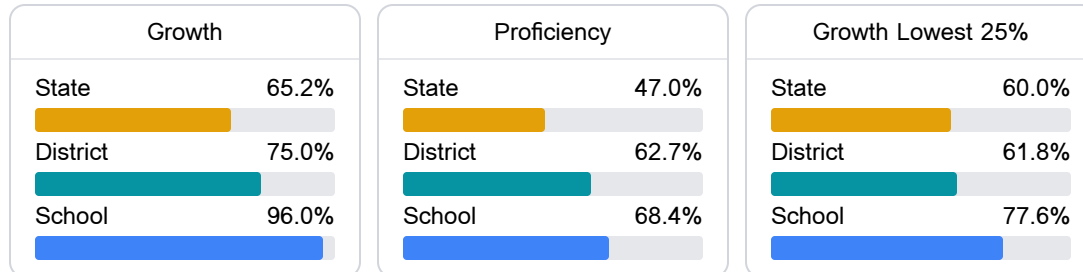 Growth
State 65.2%
District 75.0%
School 96.0%
Proficiency
State 47.0%
District 62.7%
School 68.4%
Growth Lowest 25%
State 60.0%
District 61.8%
School 77.6%